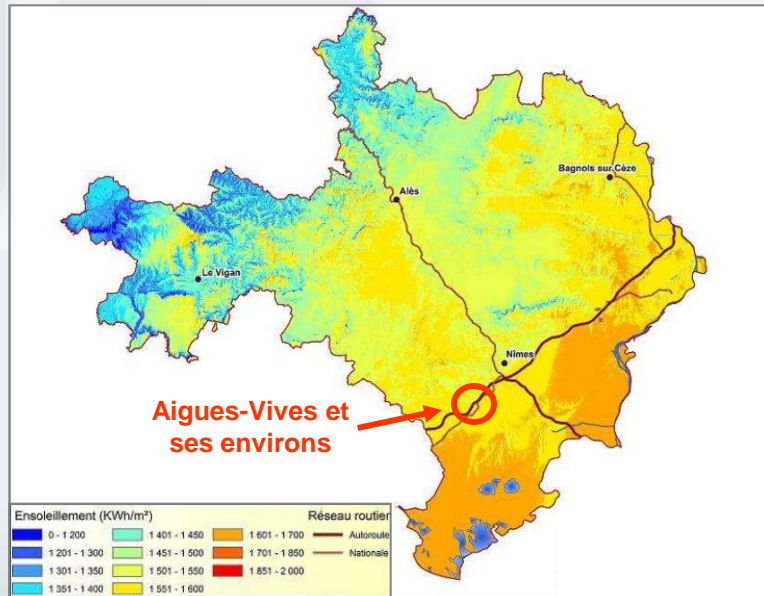 Bagnols sur Cèze
Alès
Le Vigan
Nîmes
Aigues-Vives et
ses environs
Ensoleillement (KWh/m²)
Réseau routier
0 - 1 200
1 401 - 1 450
1 601 - 1 700
Autoroute
1 201 - 1 300
1 451 - 1 500
1 701 - 1 850
Nationale
1 301 - 1 350
1 501 - 1 550
1 851 - 2 000
1 351 - 1 400
1 551 - 1 600